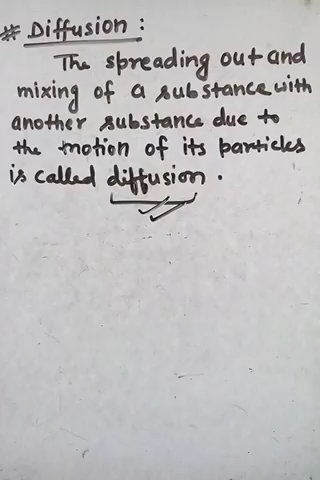 # Diffusion :
The spreading out and
mixing of a substance with
another substance due to
the motion of its particles
is called diffusion.